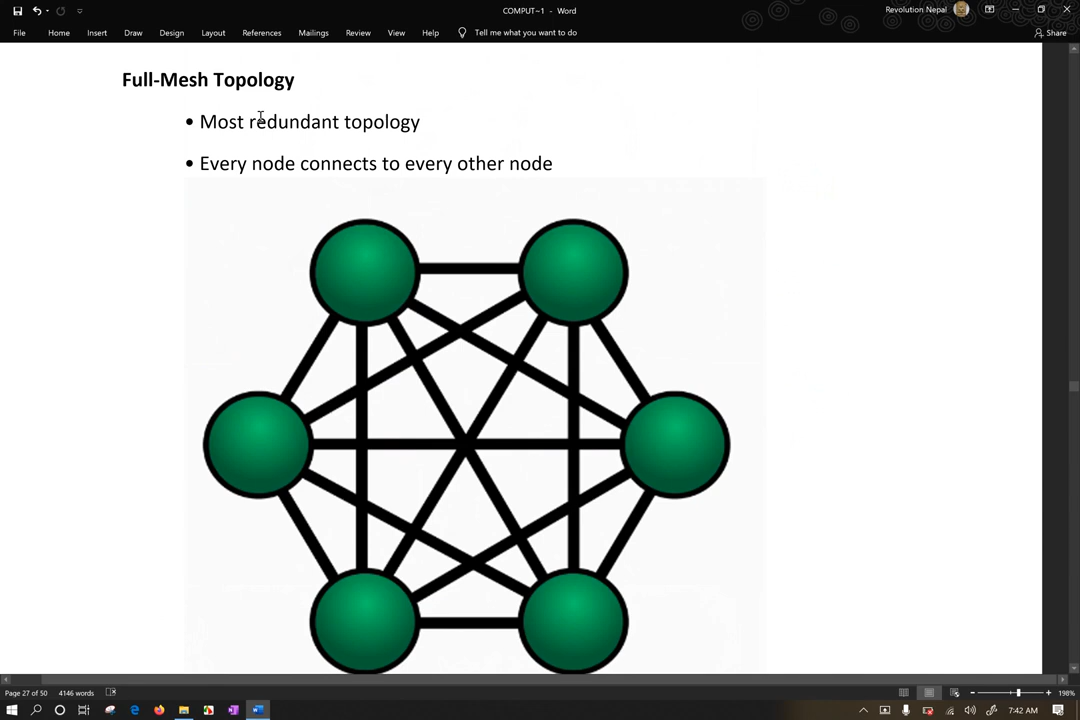 COMPUT~1 - Word
Revolution Nepal
File Home Insert Draw Design Layout References Mailings Review View Help Tell me what you want to do Share
Full-Mesh Topology
• Most redundant topology
• Every node connects to every other node
Page 27 of 50 4146 words 198%
7:42 AM